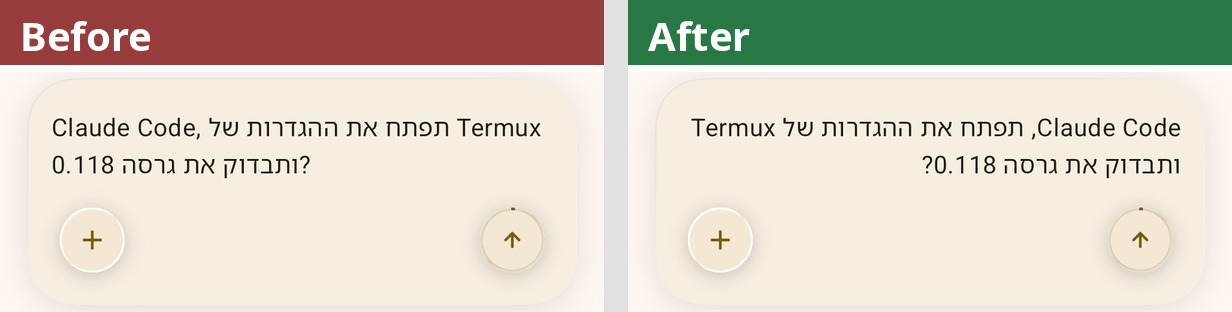 Before
Claude Code, תפתח את ההגדרות של Termux
ותבדוק את גרסה 0.118?
After
Claude Code, תפתח את ההגדרות של Termux
ותבדוק את גרסה 0.118?